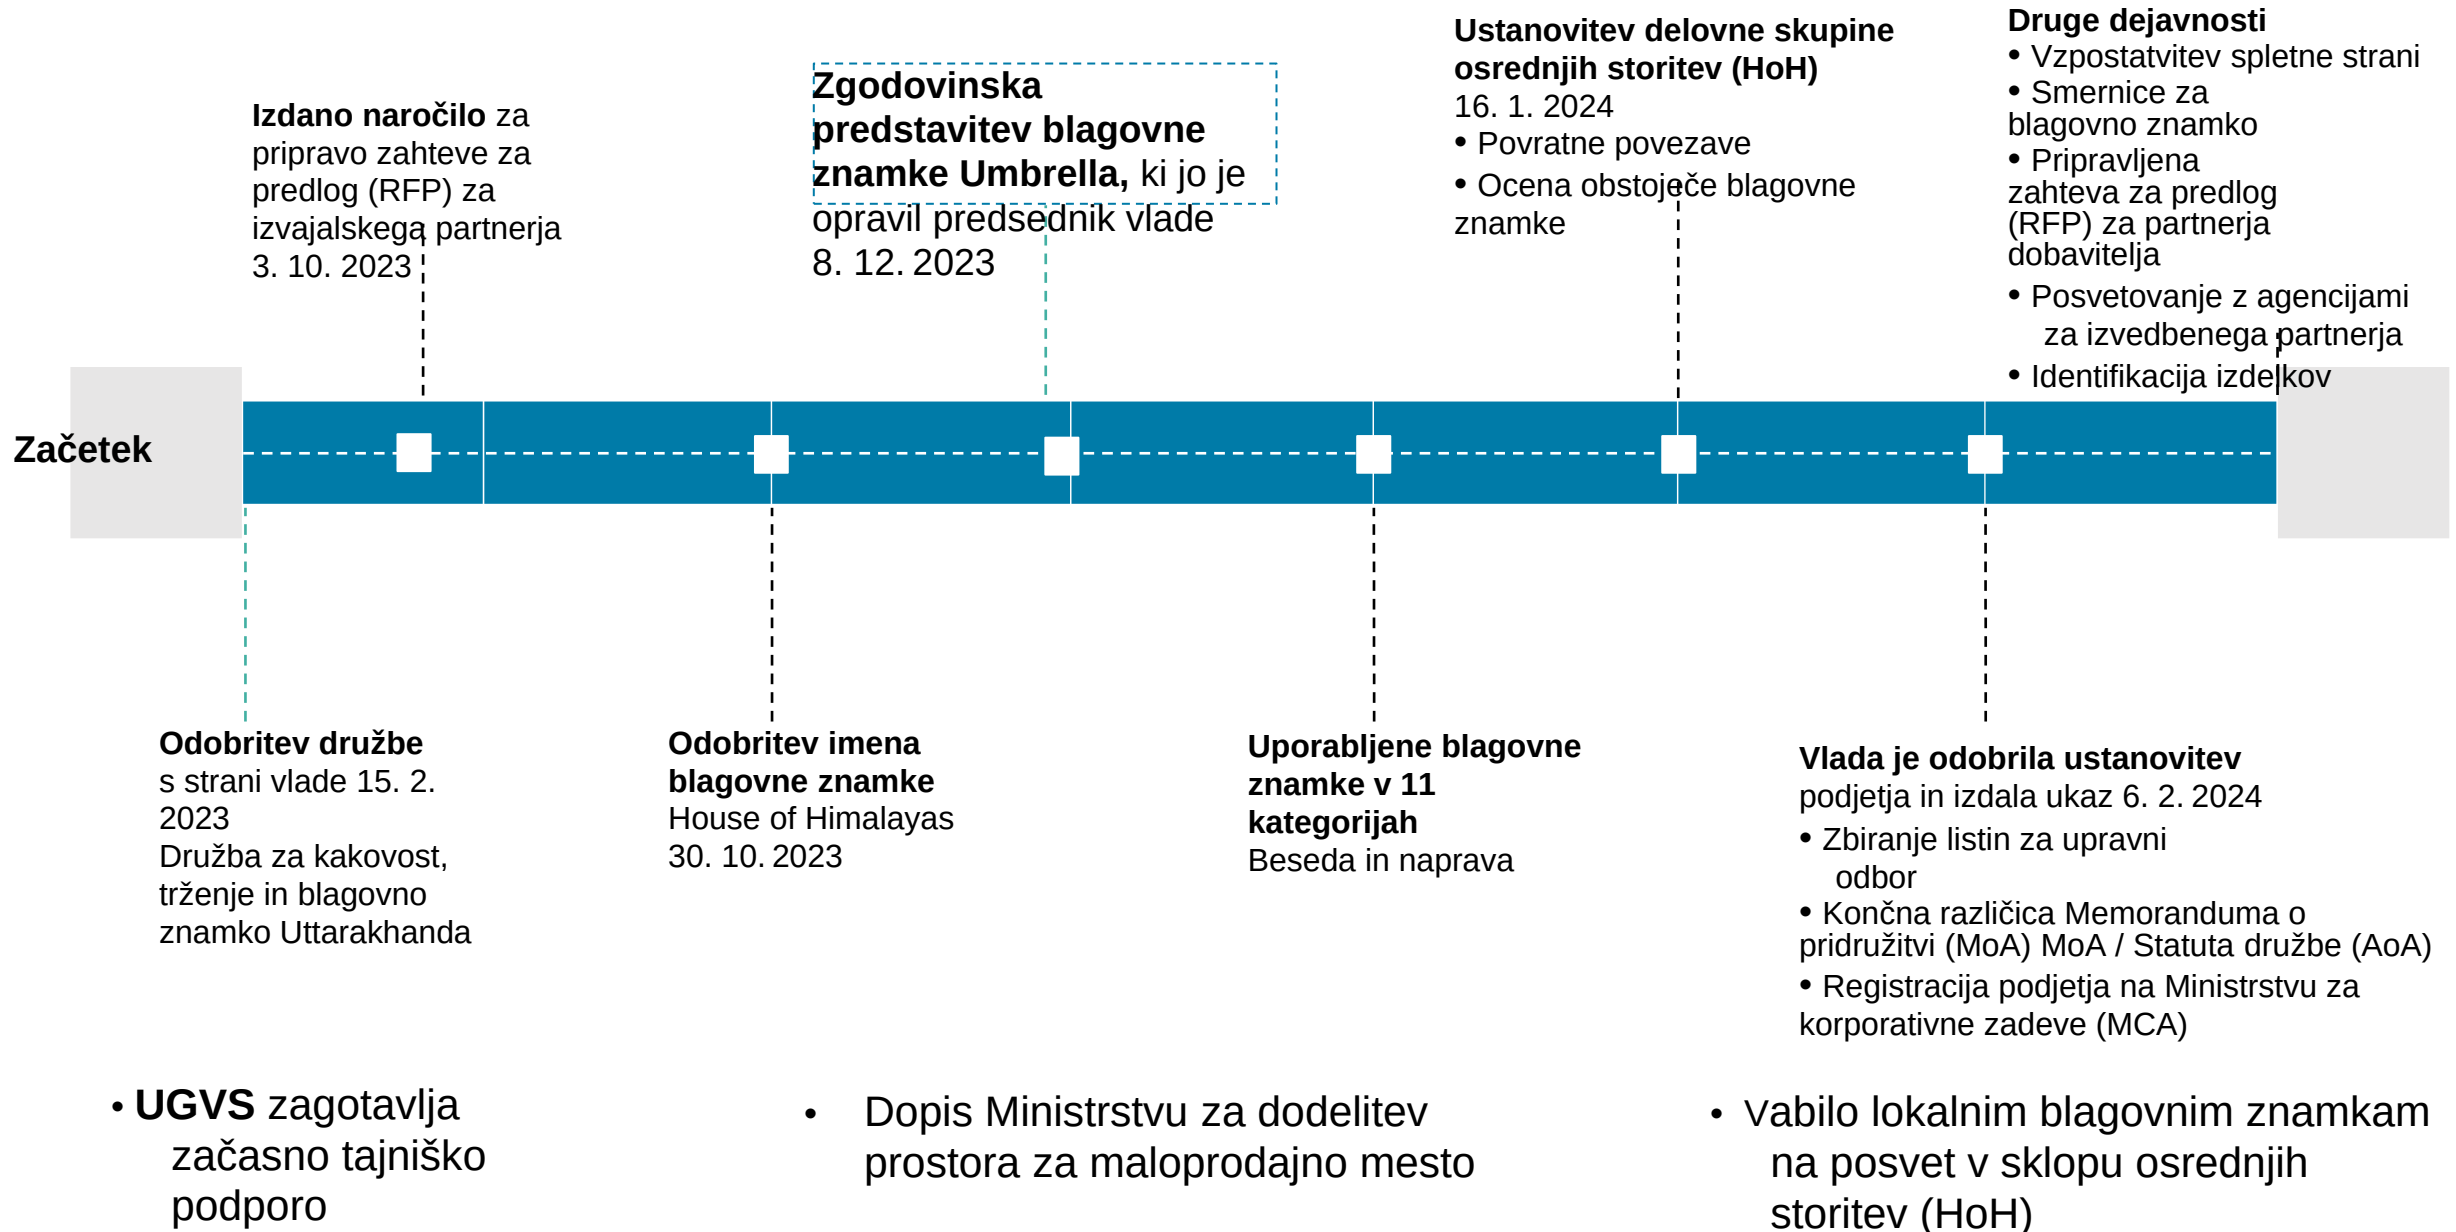 Izdano naročilo za
pripravo zahteve za
predlog (RFP) za
izvajalskega partnerja
3. 10. 2023
Zgodovinska
predstavitev blagovne
znamke Umbrella, ki jo je
opravil predsednik vlade
8. 12. 2023
Ustanovitev delovne skupine
osrednjih storitev (HoH)
16. 1. 2024
• Povratne povezave
• Ocena obstoječe blagovne
znamke
Druge dejavnosti
• Vzpostatvitev spletne strani
• Smernice za
blagovno znamko
• Pripravljena
zahteva za predlog
(RFP) za partnerja
dobavitelja
• Posvetovanje z agencijami
za izvedbenega partnerja
• Identifikacija izdelkov
Začetek
Odobritev družbe
s strani vlade 15. 2.
2023
Družba za kakovost,
trženje in blagovno
znamko Uttarakhanda
Odobritev imena
blagovne znamke
House of Himalayas
30. 10. 2023
Uporabljene blagovne
znamke v 11
kategorijah
Beseda in naprava
Vlada je odobrila ustanovitev
podjetja in izdala ukaz 6. 2. 2024
• Zbiranje listin za upravni
odbor
• Končna različica Memoranduma o
pridružitvi (MoA) MoA / Statuta družbe (AoA)
• Registracija podjetja na Ministrstvu za
korporativne zadeve (MCA)
• UGVS zagotavlja
začasno tajniško
podporo
• Dopis Ministrstvu za dodelitev
prostora za maloprodajno mesto
• Vabilo lokalnim blagovnim znamkam
na posvet v sklopu osrednjih
storitev (HoH)